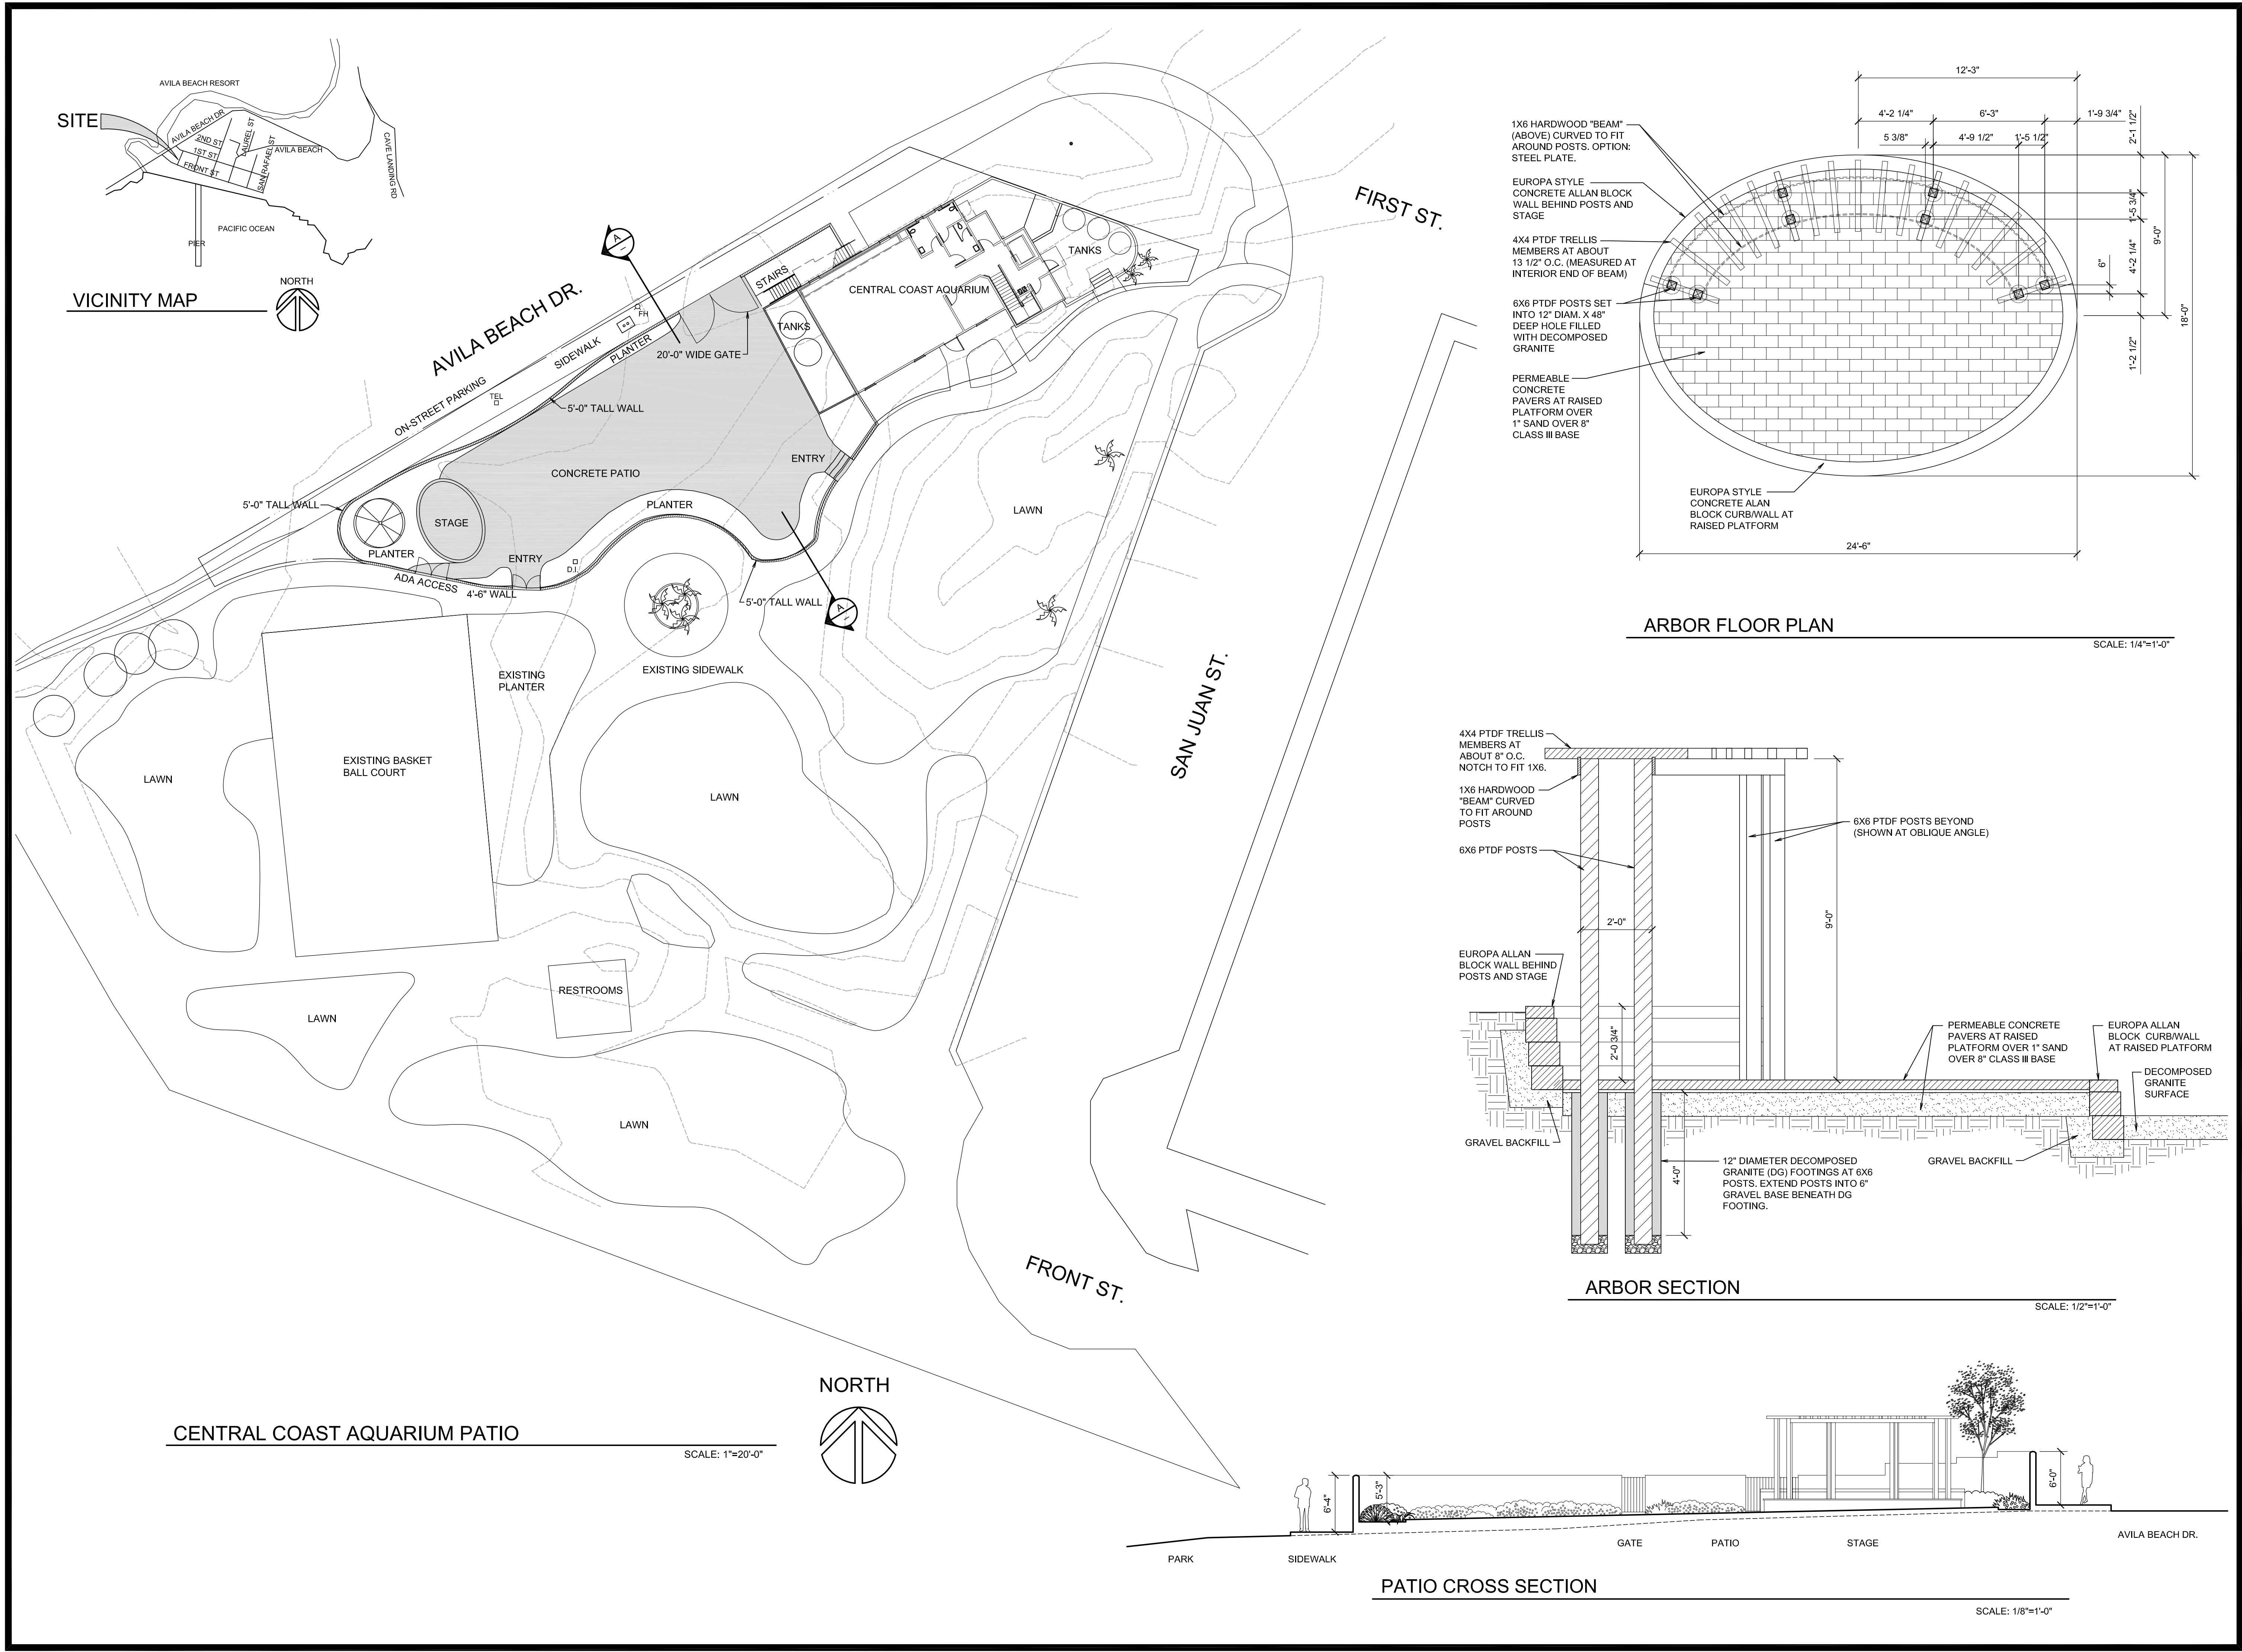 AVILA BEACH RESORT
SITE
AVILA BEACH DR.
2ND ST
1ST ST
FRONT ST
LAUREL ST
SAN RAFAEL ST
AVILA BEACH
CAVE LANDING RD
PACIFIC OCEAN
PIER
VICINITY MAP
NORTH
AVILA BEACH DR.
FIRST ST.
SAN JUAN ST.
FRONT ST.
A
-
STAIRS
TANKS
CENTRAL COAST AQUARIUM
TANKS
FH
SIDEWALK
PLANTER
20'-0" WIDE GATE
ON-STREET PARKING
TEL
5'-0" TALL WALL
CONCRETE PATIO
ENTRY
5'-0" TALL WALL
STAGE
PLANTER
PLANTER
ENTRY
D.I.
ADA ACCESS
4'-6" WALL
5'-0" TALL WALL
A
-
LAWN
EXISTING SIDEWALK
EXISTING
PLANTER
EXISTING BASKET
BALL COURT
LAWN
LAWN
RESTROOMS
LAWN
LAWN
CENTRAL COAST AQUARIUM PATIO
SCALE: 1"=20'-0"
NORTH
12'-3"
4'-2 1/4"
6'-3"
1'-9 3/4"
5 3/8"
4'-9 1/2"
1'-5 1/2"
2'-1 1/2"
1'-5 3/4"
4'-2 1/4"
6"
9'-0"
18'-0"
1'-2 1/2"
24'-6"
1X6 HARDWOOD "BEAM"
(ABOVE) CURVED TO FIT
AROUND POSTS. OPTION:
STEEL PLATE.
EUROPA STYLE
CONCRETE ALLAN BLOCK
WALL BEHIND POSTS AND
STAGE
4X4 PTDF TRELLIS
MEMBERS AT ABOUT
13 1/2" O.C. (MEASURED AT
INTERIOR END OF BEAM)
6X6 PTDF POSTS SET
INTO 12" DIAM. X 48"
DEEP HOLE FILLED
WITH DECOMPOSED
GRANITE
PERMEABLE
CONCRETE
PAVERS AT RAISED
PLATFORM OVER
1" SAND OVER 8"
CLASS III BASE
EUROPA STYLE
CONCRETE ALAN
BLOCK CURB/WALL AT
RAISED PLATFORM
ARBOR FLOOR PLAN
SCALE: 1/4"=1'-0"
4X4 PTDF TRELLIS
MEMBERS AT
ABOUT 8" O.C.
NOTCH TO FIT 1X6.
1X6 HARDWOOD
"BEAM" CURVED
TO FIT AROUND
POSTS
6X6 PTDF POSTS
6X6 PTDF POSTS BEYOND
(SHOWN AT OBLIQUE ANGLE)
2'-0"
9'-0"
EUROPA ALLAN
BLOCK WALL BEHIND
POSTS AND STAGE
2'-0 3/4"
PERMEABLE CONCRETE
PAVERS AT RAISED
PLATFORM OVER 1" SAND
OVER 8" CLASS III BASE
EUROPA ALLAN
BLOCK CURB/WALL
AT RAISED PLATFORM
DECOMPOSED
GRANITE
SURFACE
GRAVEL BACKFILL
4'-0"
12" DIAMETER DECOMPOSED
GRANITE (DG) FOOTINGS AT 6X6
POSTS. EXTEND POSTS INTO 6"
GRAVEL BASE BENEATH DG
FOOTING.
GRAVEL BACKFILL
ARBOR SECTION
SCALE: 1/2"=1'-0"
6'-4"
5'-3"
6'-0"
PARK
SIDEWALK
GATE
PATIO
STAGE
AVILA BEACH DR.
PATIO CROSS SECTION
SCALE: 1/8"=1'-0"